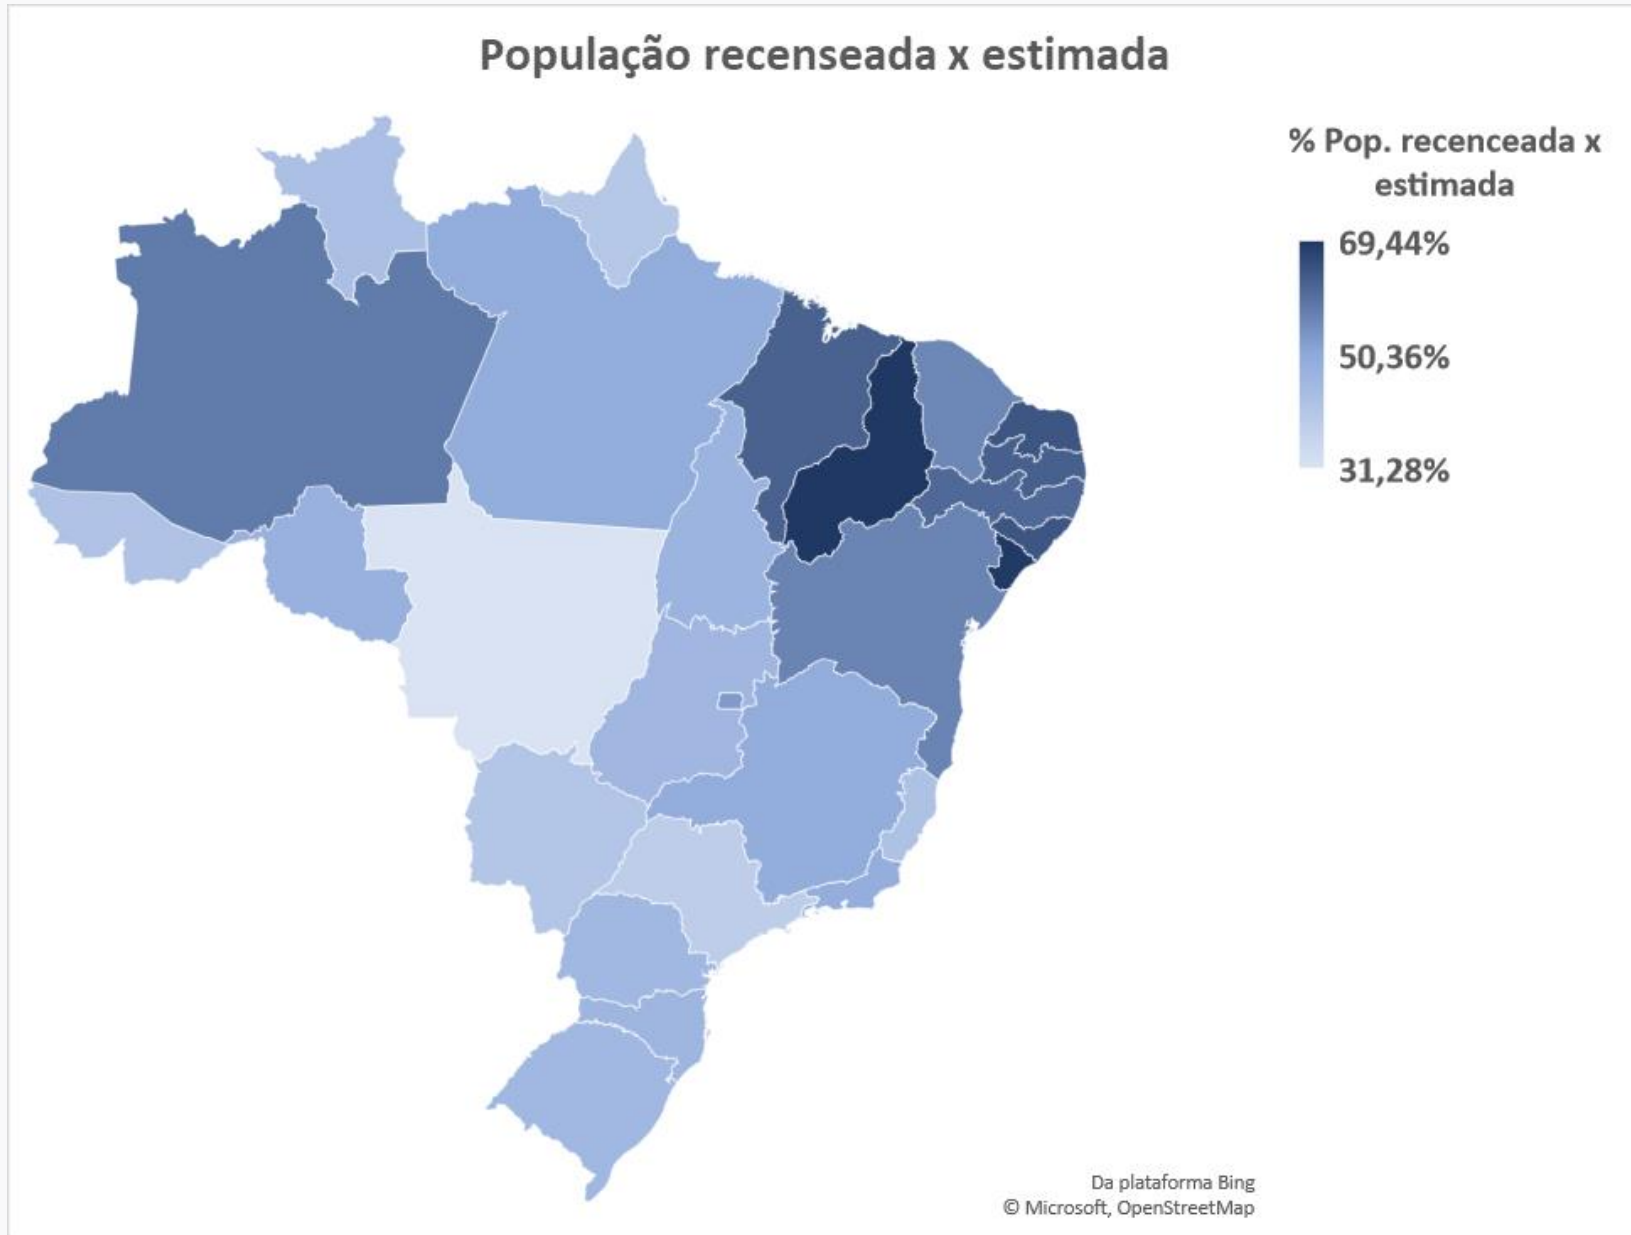 População recenseada x estimada
% Pop. recenceada x
estimada
69,44%
50,36%
31,28%
Da plataforma Bing
© Microsoft, OpenStreetMap